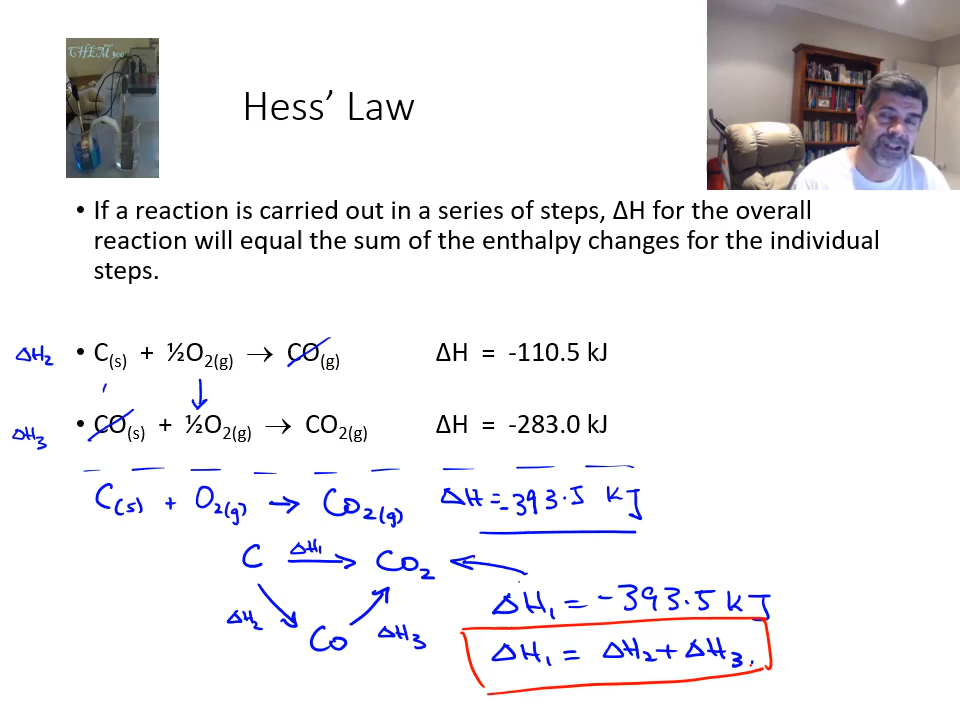 CHEM 300
Hess’ Law
• If a reaction is carried out in a series of steps, ΔH for the overall
reaction will equal the sum of the enthalpy changes for the individual
steps.
ΔH₂ • C(s) + ½O₂(g) → CO(g) ΔH = -110.5 kJ
ΔH₃ • CO(s) + ½O₂(g) → CO₂(g) ΔH = -283.0 kJ
C(s) + O₂(g) → CO₂(g) ΔH = -393.5 kJ
C ΔH₁ → CO₂ ←
ΔH₁ = -393.5 kJ
ΔH₂ CO ΔH₃
ΔH₁ = ΔH₂ + ΔH₃.